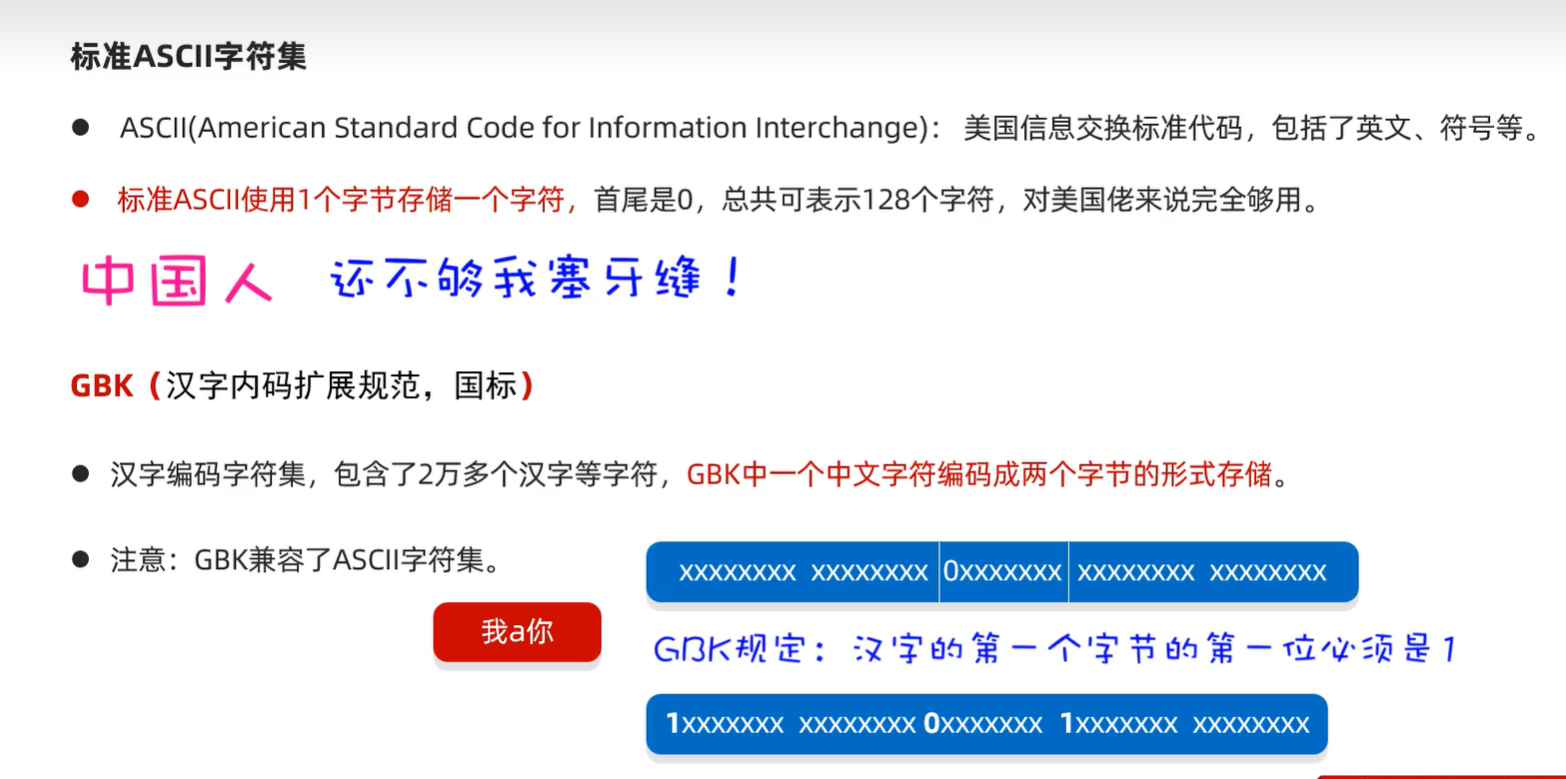 标准ASCII字符集
● ASCII(American Standard Code for Information Interchange)： 美国信息交换标准代码，包括了英文、符号等。
● 标准ASCII使用1个字节存储一个字符，首尾是0，总共可表示128个字符，对美国佬来说完全够用。
中国人 还不够我塞牙缝！
GBK（汉字内码扩展规范，国标）
● 汉字编码字符集，包含了2万多个汉字等字符，GBK中一个中文字符编码成两个字节的形式存储。
● 注意：GBK兼容了ASCII字符集。
xxxxxxxx xxxxxxxx 0xxxxxxx xxxxxxxx xxxxxxxx
我a你
GBK规定：汉字的第一个字节的第一位必须是1
1xxxxxxx xxxxxxxx 0xxxxxxx 1xxxxxxx xxxxxxxx